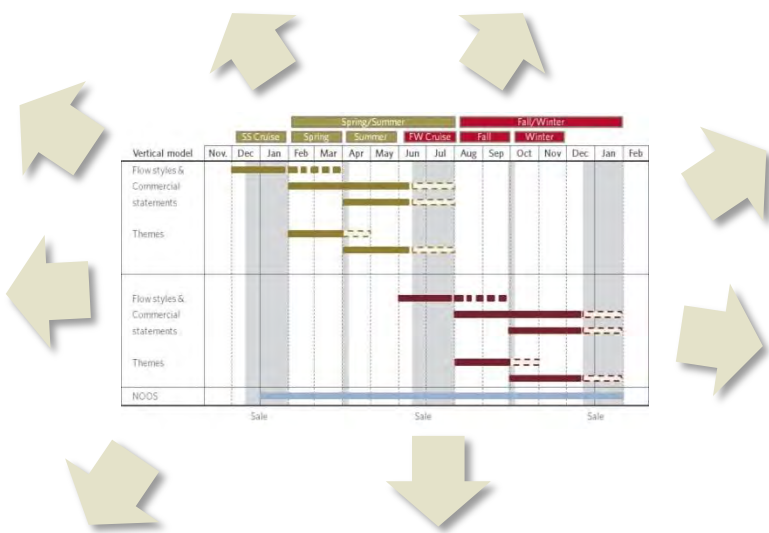 Spring/Summer Fall/Winter
SS Cruise Spring Summer FW Cruise Fall Winter
Vertical model Nov. Dec Jan Feb Mar Apr May Jun Jul Aug Sep Oct Nov Dec Jan Feb
Flow styles &
Commercial
statements
Themes
Flow styles &
Commercial
statements
Themes
NOOS
Sale Sale Sale